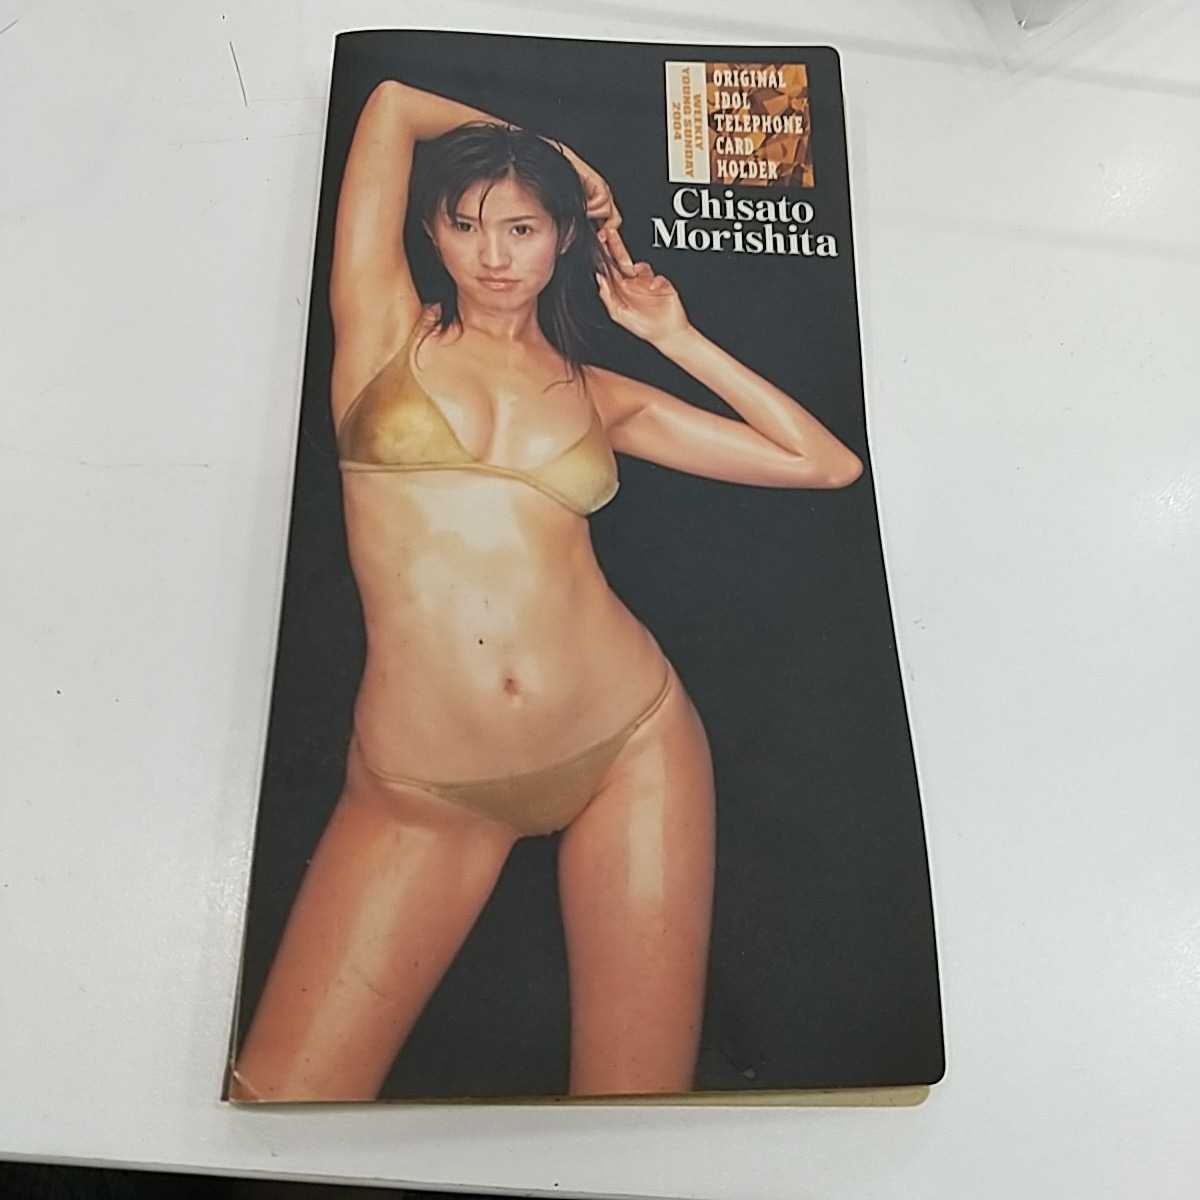 WEEKLY
YOUNG SUNDAY
2004
ORIGINAL
IDOL
TELEPHONE
CARD
HOLDER
Chisato
Morishita